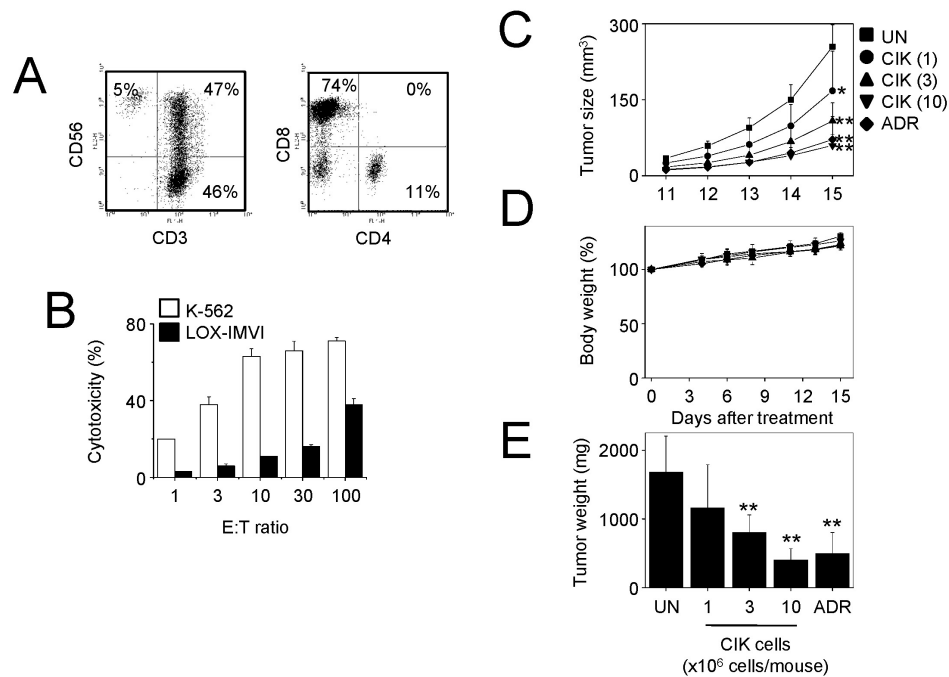 A
5%
47%
46%
CD56
CD3
74%
0%
11%
CD8
CD4
B
K-562
LOX-IMVI
80
40
0
Cytotoxicity (%)
1 3 10 30 100
E:T ratio
C
300
150
0
Tumor size (mm³)
UN
CIK (1)
CIK (3)
CIK (10)
ADR
*
**
**
**
11 12 13 14 15
D
100
50
0
Body weight (%)
0 3 6 9 12 15
Days after treatment
E
2000
1000
0
Tumor weight (mg)
**
**
**
UN 1 3 10 ADR
CIK cells
(x10⁶ cells/mouse)